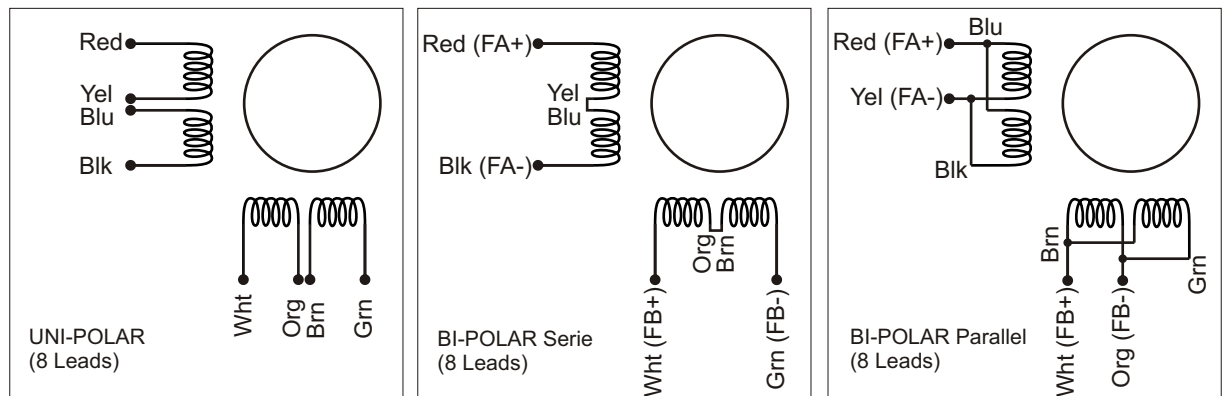 Red
Yel
Blu
Blk
Wht
Org
Brn
Grn
UNI-POLAR
(8 Leads)
Red (FA+)
Yel
Blu
Blk (FA-)
Org
Brn
Wht (FB+)
Grn (FB-)
BI-POLAR Serie
(8 Leads)
Red (FA+)
Blu
Yel (FA-)
Blk
Brn
Grn
Wht (FB+)
Org (FB-)
BI-POLAR Parallel
(8 Leads)